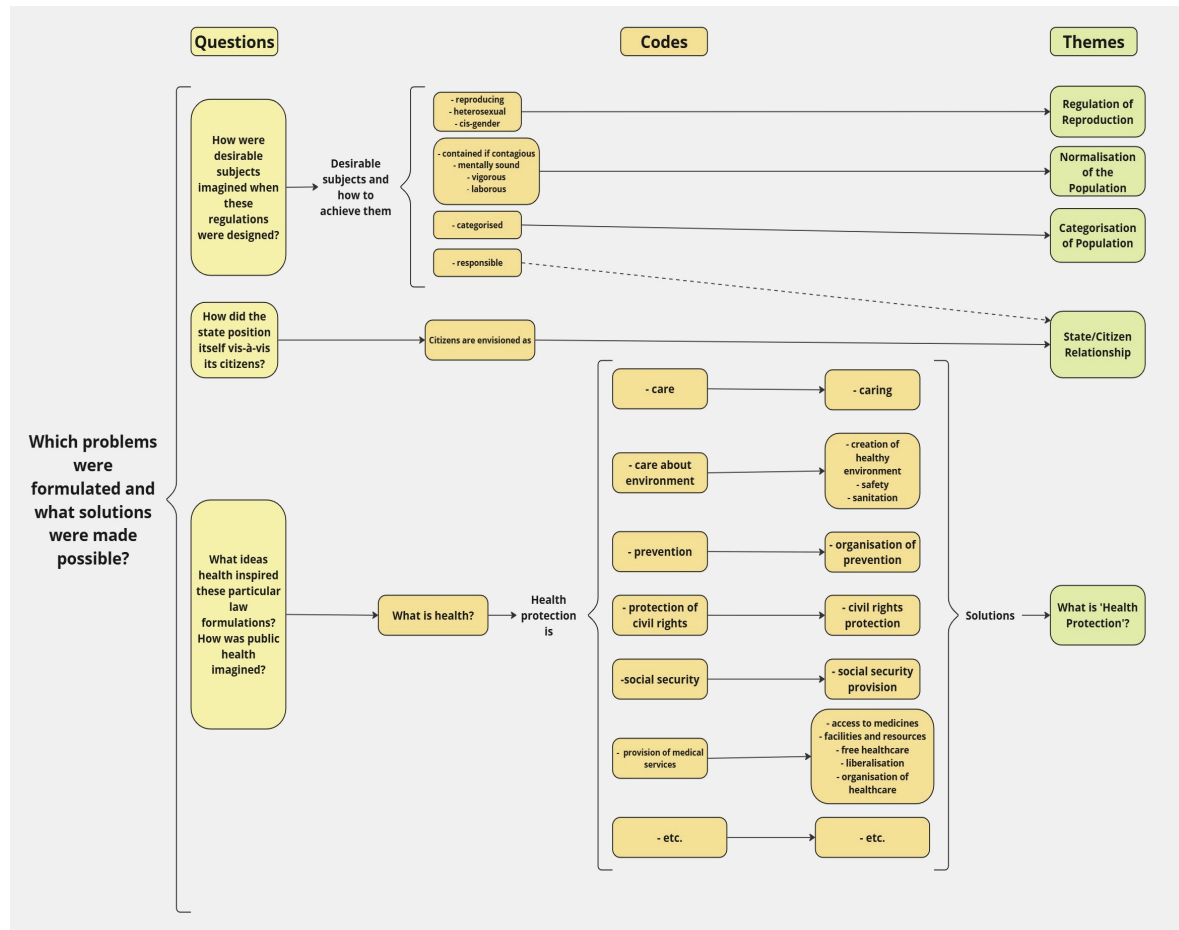 Questions
Codes
Themes
Which problems
were
formulated and
what solutions
were made
possible?
How were
desirable
subjects
imagined when
these
regulations
were designed?
Desirable
subjects and
how to
achieve them
- reproducing
- heterosexual
- cis-gender
- contained if contagious
- mentally sound
- vigorous
- laborous
- categorised
- responsible
Regulation of
Reproduction
Normalisation
of the
Population
Categorisation
of Population
How did the
state position
itself vis-à-vis
its citizens?
Citizens are envisioned as
State/Citizen
Relationship
What ideas
health inspired
these particular
law
formulations?
How was public
health
imagined?
What is health?
Health
protection
is
- care
- caring
- care about
environment
- creation of
healthy
environment
- safety
- sanitation
- prevention
- organisation of
prevention
- protection of
civil rights
- civil rights
protection
-social security
- social security
provision
- provision of medical
services
- access to medicines
- facilities and resources
- free healthcare
- liberalisation
- organisation of
healthcare
- etc.
- etc.
Solutions
What is 'Health
Protection'?